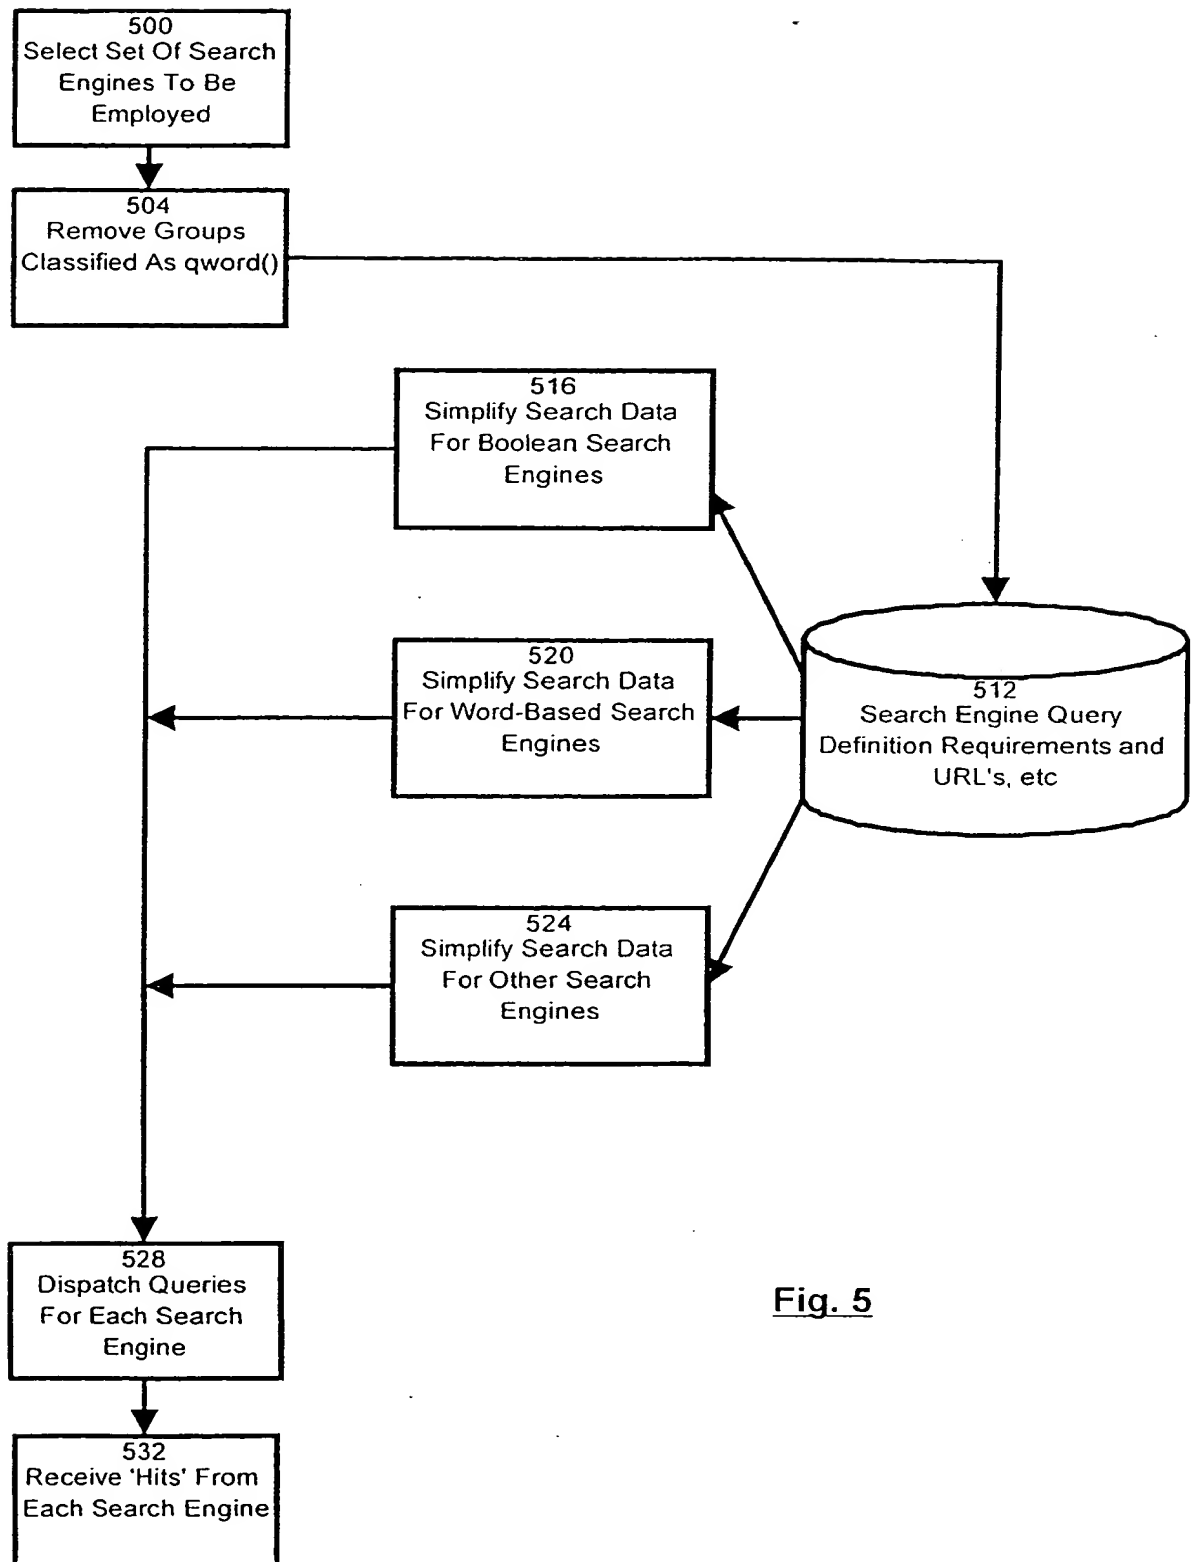 500
Select Set Of Search
Engines To Be
Employed
504
Remove Groups
Classified As qword()
516
Simplify Search Data
For Boolean Search
Engines
520
Simplify Search Data
For Word-Based Search
Engines
512
Search Engine Query
Definition Requirements and
URL's, etc
524
Simplify Search Data
For Other Search
Engines
528
Dispatch Queries
For Each Search
Engine
Fig. 5
532
Receive 'Hits' From
Each Search Engine